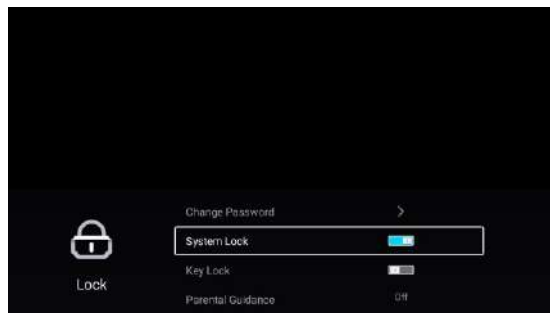 Change Password
System Lock
Key Lock
Lock
Parental Guidance Off